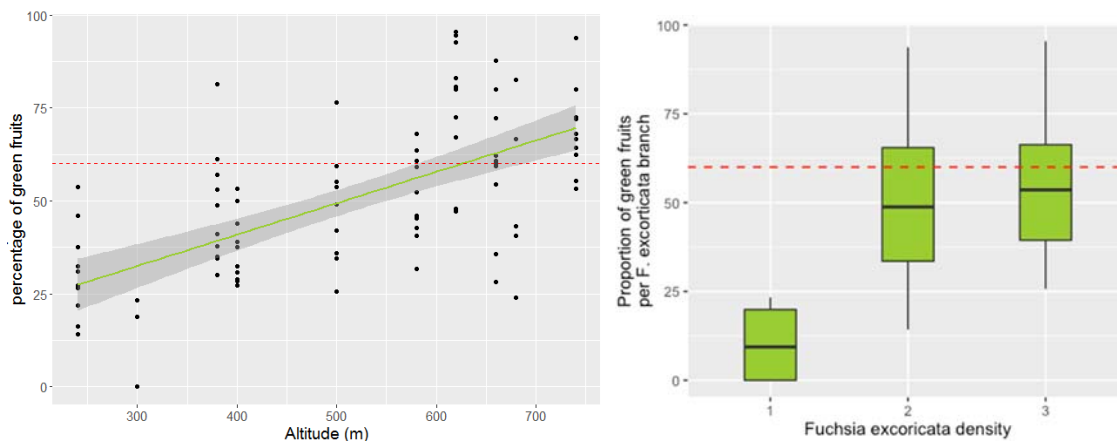 100
75
50
25
0
percentage of green fruits
300 400 500 600 700
Altitude (m)
100
75
50
25
0
Proportion of green fruits
per F. excorticata branch
1 2 3
Fuchsia excoricata density